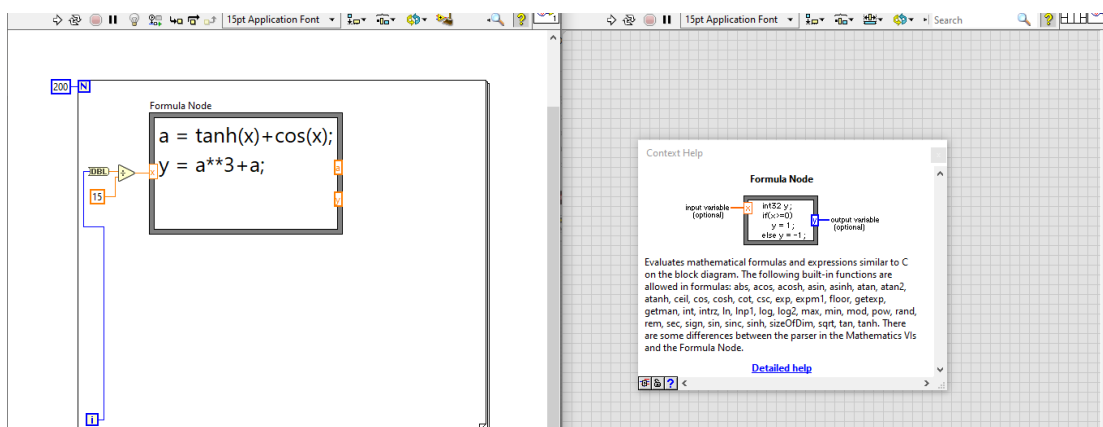 15pt Application Font
1
200 N
Formula Node
a = tanh(x)+cos(x);
y = a**3+a;
DBL
÷
x
a
y
15
i
15pt Application Font
Search
Context Help
Formula Node
input variable
(optional)
x
int32 y;
if(x>=0)
y = 1;
else y = -1;
y
output variable
(optional)
Evaluates mathematical formulas and expressions similar to C
on the block diagram. The following built-in functions are
allowed in formulas: abs, acos, acosh, asin, asinh, atan, atan2,
atanh, ceil, cos, cosh, cot, csc, exp, expm1, floor, getexp,
getman, int, intrz, ln, lnp1, log, log2, max, min, mod, pow, rand,
rem, sec, sign, sin, sinc, sinh, sizeOfDim, sqrt, tan, tanh. There
are some differences between the parser in the Mathematics VIs
and the Formula Node.
Detailed help
?